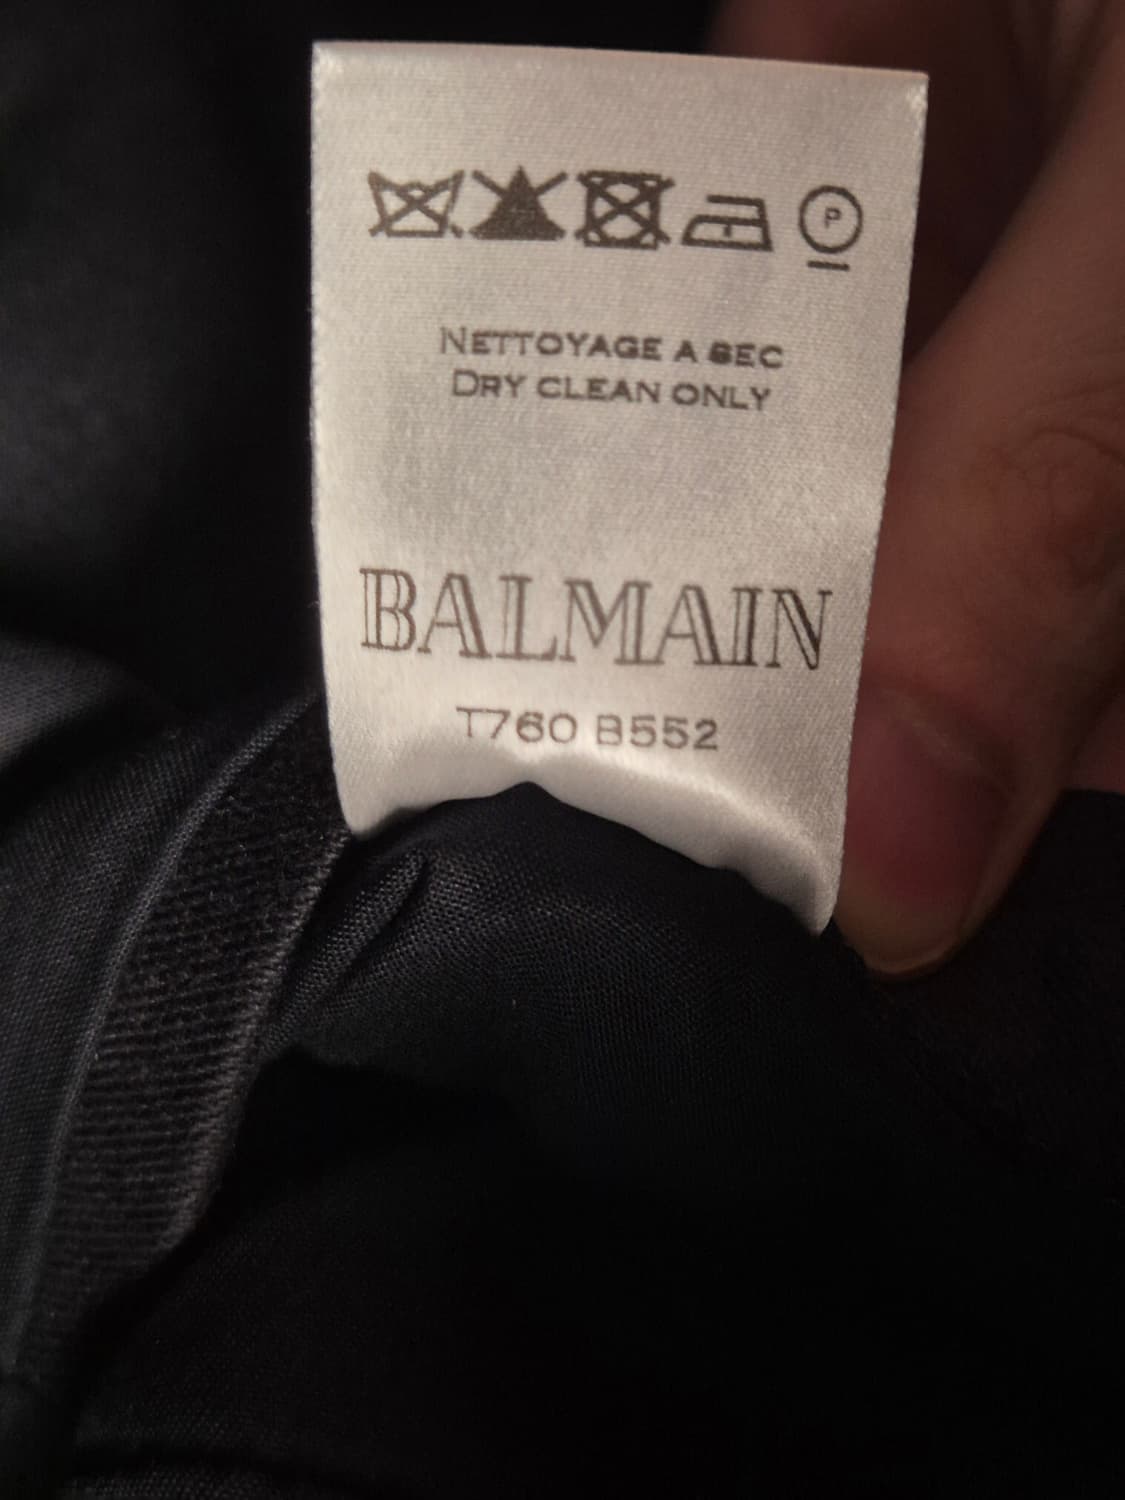 P
NETTOYAGE A SEC
DRY CLEAN ONLY
BALMAIN
T760 B552